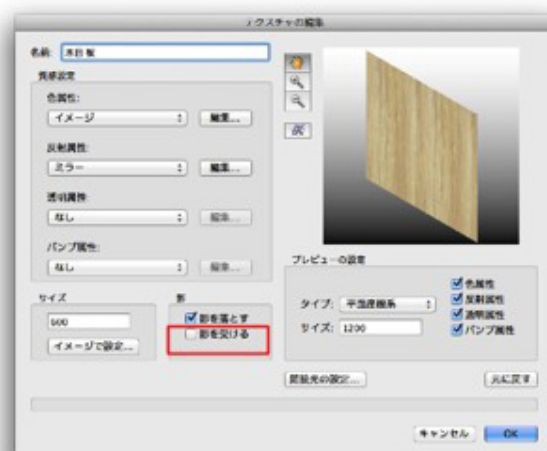 テクスチャの編集
名前: 木目 板
質感設定
色属性:
イメージ
編集...
反射属性:
ミラー
編集...
透明属性:
なし
編集...
バンプ属性:
なし
編集...
サイズ
600
イメージで設定...
影
影を落とす
影を受ける
プレビューの設定
タイプ: 平面座標系
サイズ: 1200
色属性
反射属性
透明属性
バンプ属性
間接光の設定...
元に戻す
キャンセル
OK